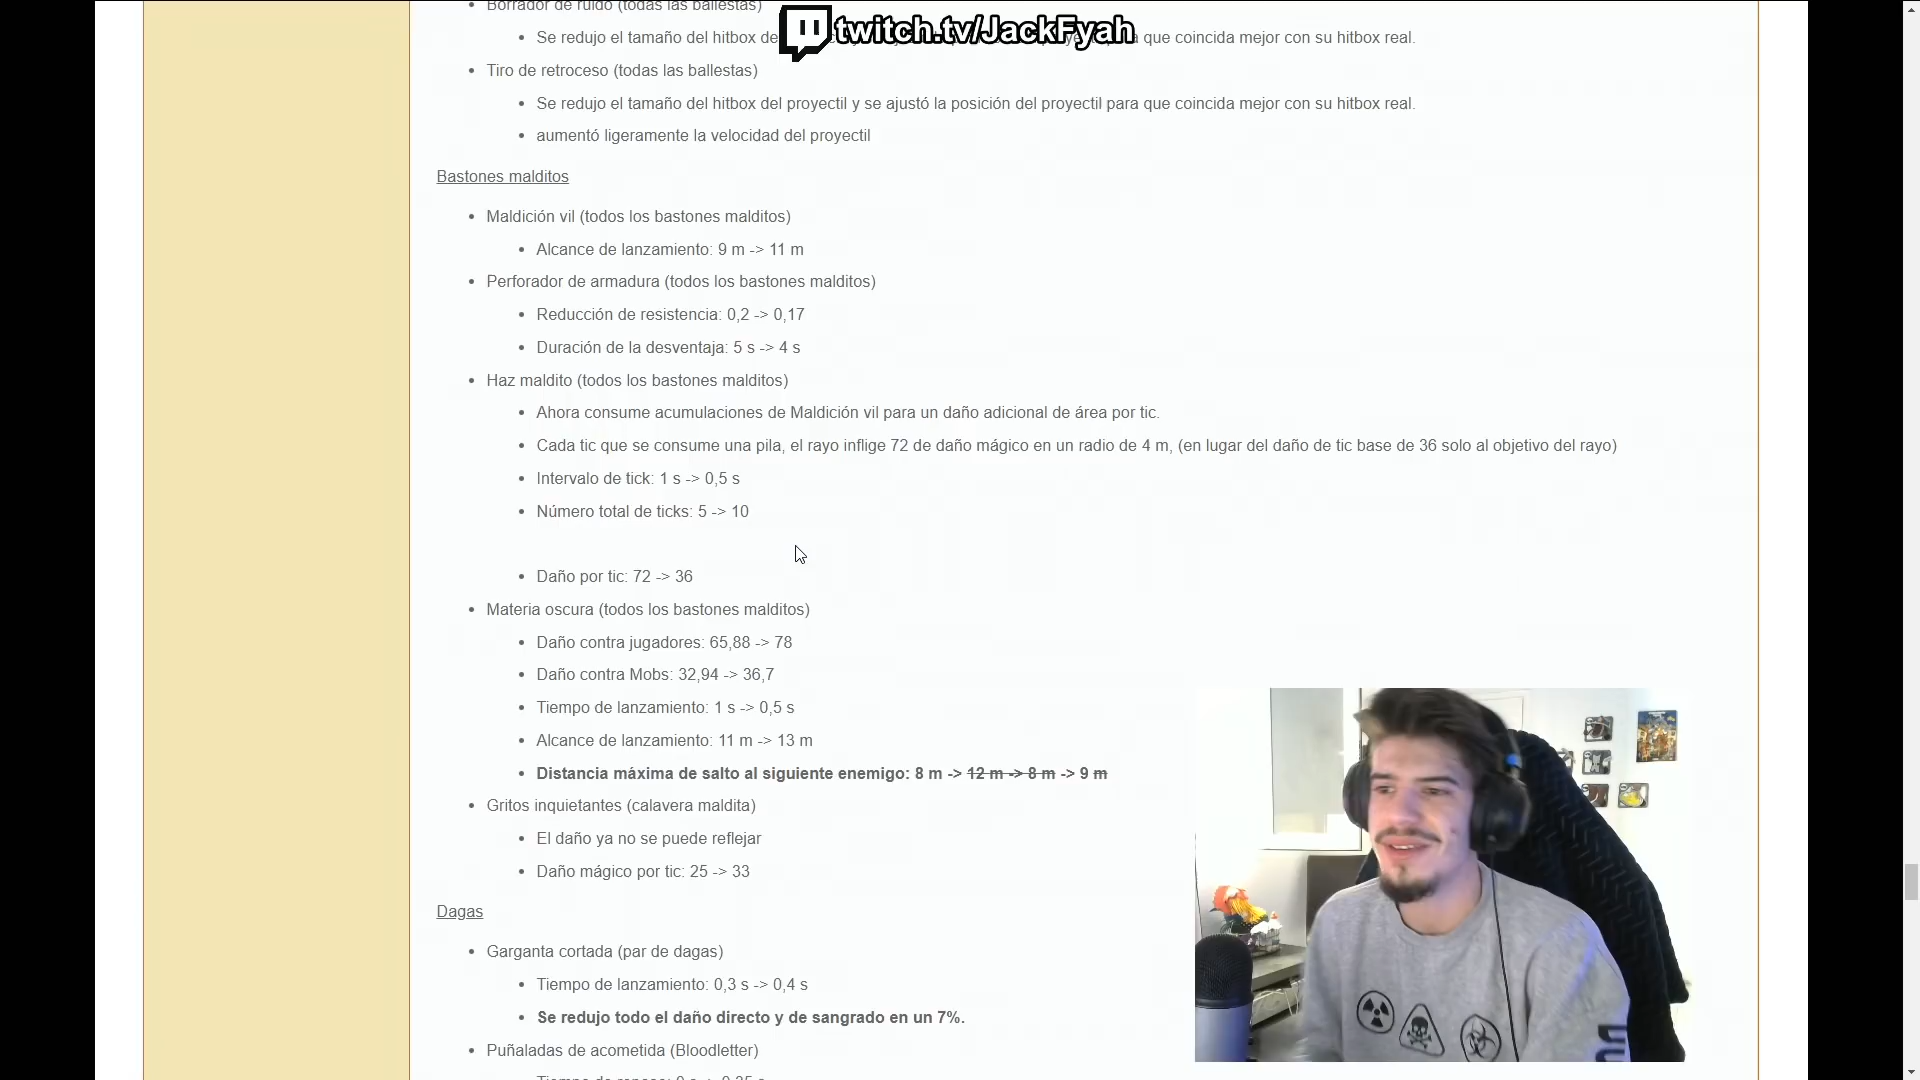 Borrador de ruido (todas las ballestas)
twitch.tv/JackFyah
Se redujo el tamaño del hitbox que coincida mejor con su hitbox real.
Tiro de retroceso (todas las ballestas)
Se redujo el tamaño del hitbox del proyectil y se ajustó la posición del proyectil para que coincida mejor con su hitbox real.
aumentó ligeramente la velocidad del proyectil
Bastones malditos
Maldición vil (todos los bastones malditos)
Alcance de lanzamiento: 9 m -> 11 m
Perforador de armadura (todos los bastones malditos)
Reducción de resistencia: 0,2 -> 0,17
Duración de la desventaja: 5 s -> 4 s
Haz maldito (todos los bastones malditos)
Ahora consume acumulaciones de Maldición vil para un daño adicional de área por tic.
Cada tic que se consume una pila, el rayo inflige 72 de daño mágico en un radio de 4 m, (en lugar del daño de tic base de 36 solo al objetivo del rayo)
Intervalo de tick: 1 s -> 0,5 s
Número total de ticks: 5 -> 10
Daño por tic: 72 -> 36
Materia oscura (todos los bastones malditos)
Daño contra jugadores: 65,88 -> 78
Daño contra Mobs: 32,94 -> 36,7
Tiempo de lanzamiento: 1 s -> 0,5 s
Alcance de lanzamiento: 11 m -> 13 m
Distancia máxima de salto al siguiente enemigo: 8 m -> 12 m -> 8 m -> 9 m
Gritos inquietantes (calavera maldita)
El daño ya no se puede reflejar
Daño mágico por tic: 25 -> 33
Dagas
Garganta cortada (par de dagas)
Tiempo de lanzamiento: 0,3 s -> 0,4 s
Se redujo todo el daño directo y de sangrado en un 7%.
Puñaladas de acometida (Bloodletter)